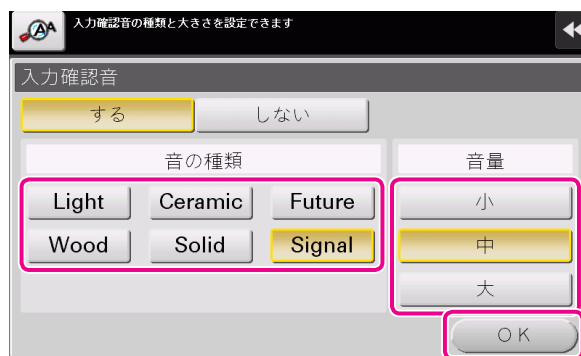 入力確認音の種類と大きさを設定できます
入力確認音
する しない
音の種類 音量
Light Ceramic Future 小
Wood Solid Signal 中
大
OK